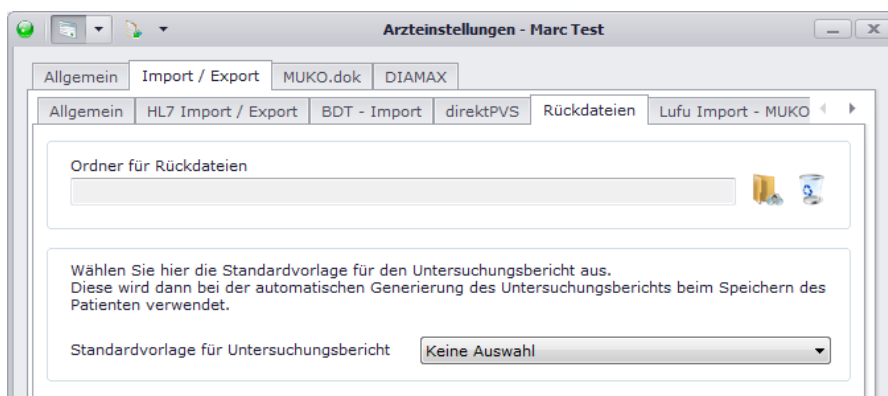 Arzteinstellungen - Marc Test
Allgemein Import / Export MUKO.dok DIAMAX
Allgemein HL7 Import / Export BDT - Import direktPVS Rückdateien Lufu Import - MUKO
Ordner für Rückdateien
Wählen Sie hier die Standardvorlage für den Untersuchungsbericht aus.
Diese wird dann bei der automatischen Generierung des Untersuchungsberichts beim Speichern des
Patienten verwendet.
Standardvorlage für Untersuchungsbericht Keine Auswahl